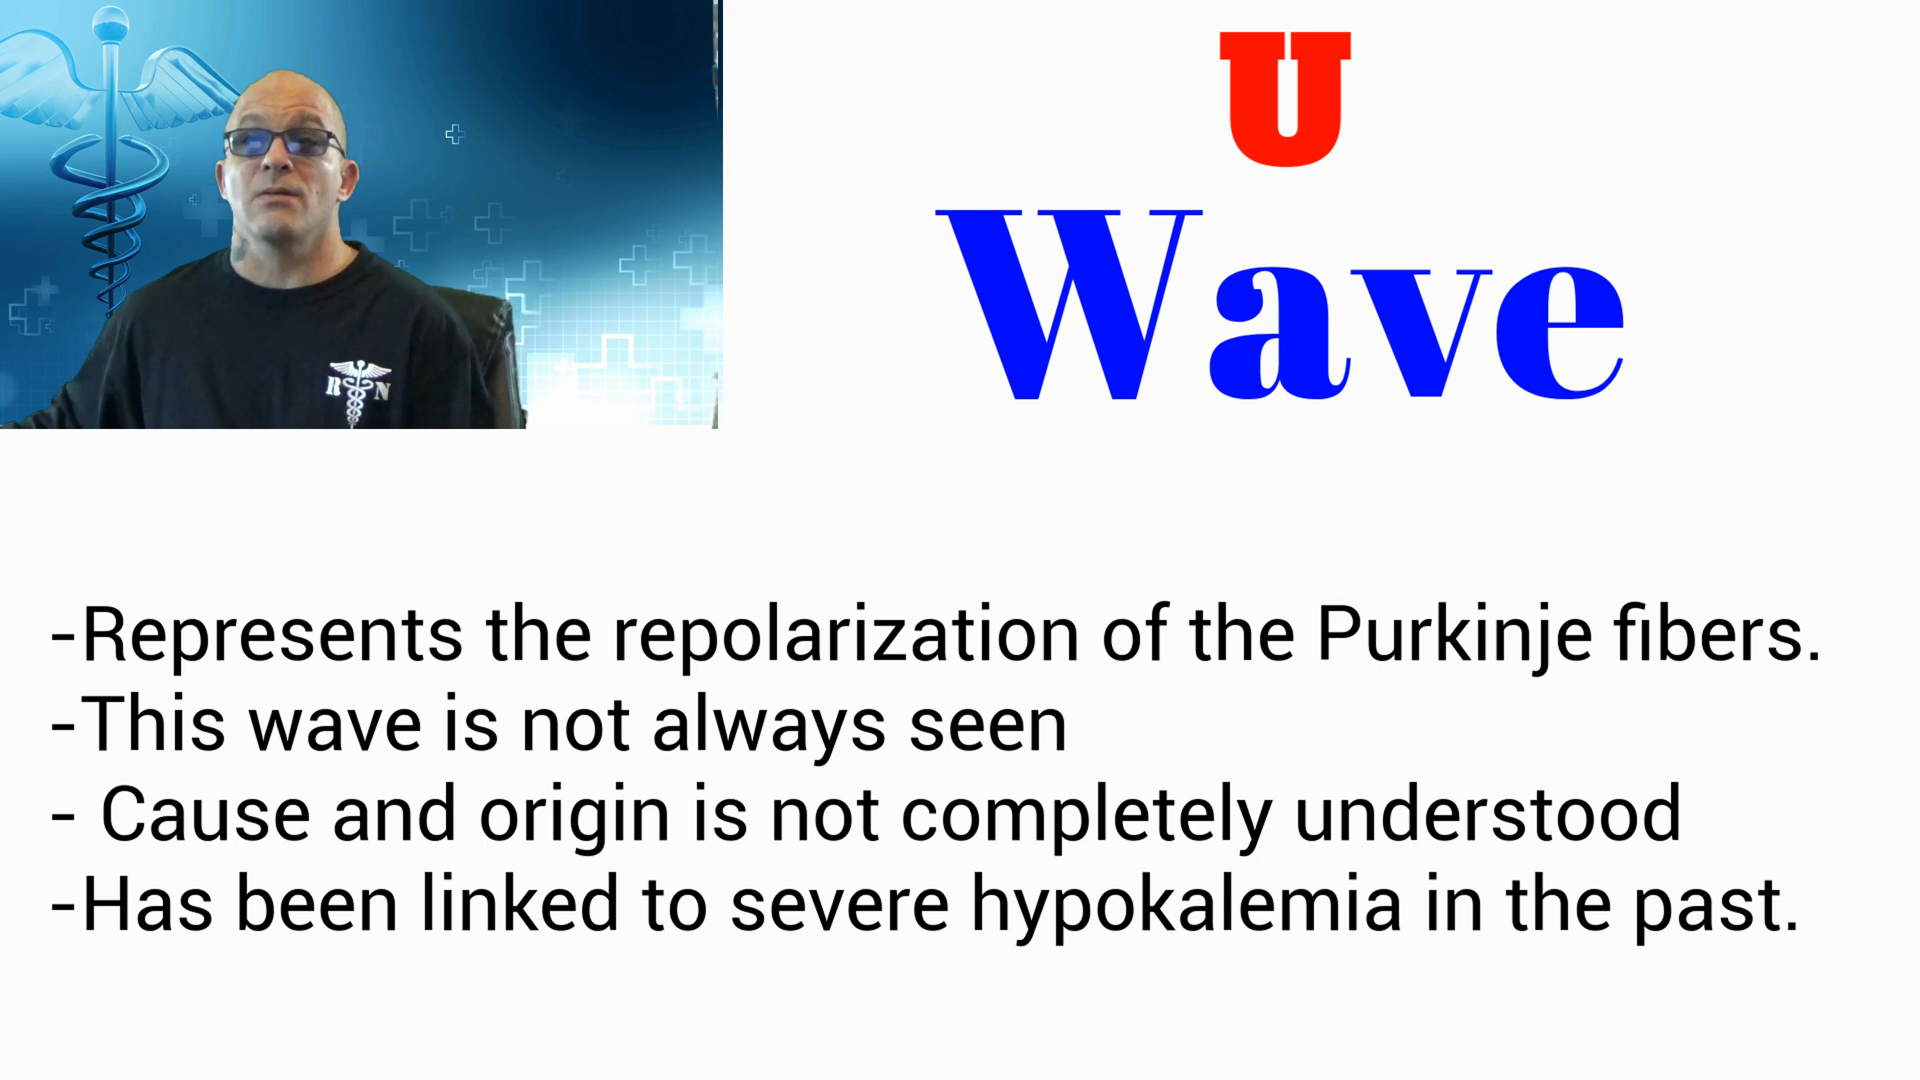 U
Wave
R N
-Represents the repolarization of the Purkinje fibers.
-This wave is not always seen
- Cause and origin is not completely understood
-Has been linked to severe hypokalemia in the past.